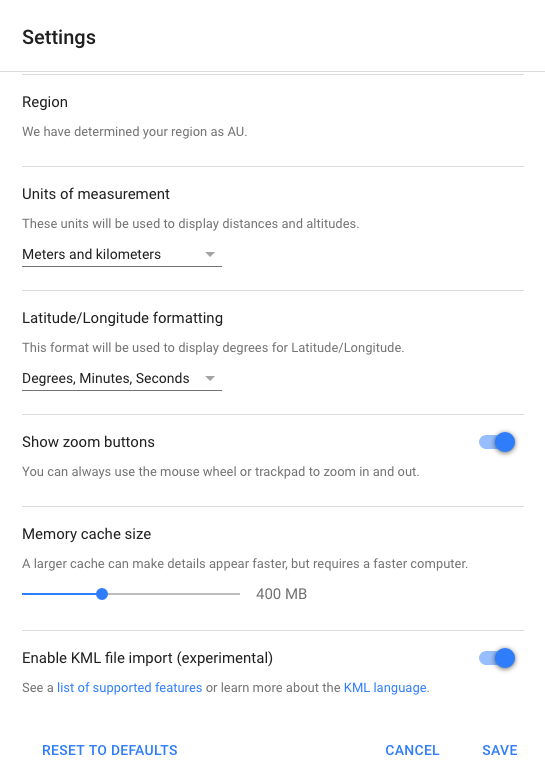 Settings
Region
We have determined your region as AU.
Units of measurement
These units will be used to display distances and altitudes.
Meters and kilometers
Latitude/Longitude formatting
This format will be used to display degrees for Latitude/Longitude.
Degrees, Minutes, Seconds
Show zoom buttons
You can always use the mouse wheel or trackpad to zoom in and out.
Memory cache size
A larger cache can make details appear faster, but requires a faster computer.
400 MB
Enable KML file import (experimental)
See a list of supported features or learn more about the KML language.
RESET TO DEFAULTS CANCEL SAVE